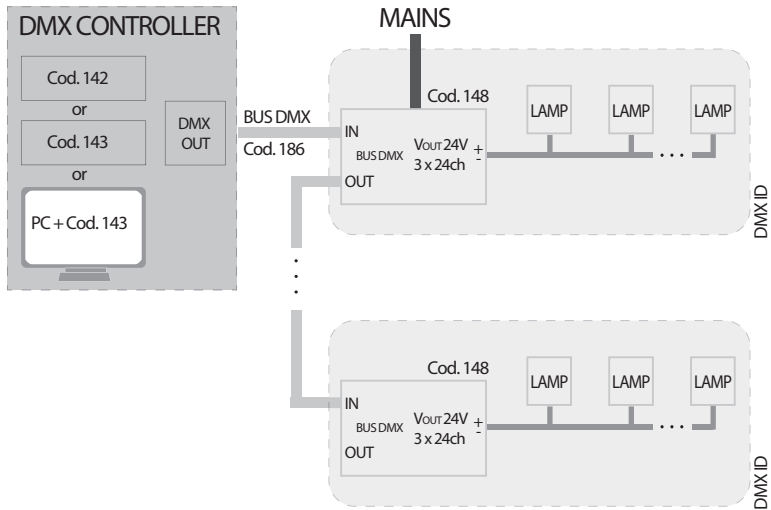 DMX CONTROLLER
Cod. 142
or
Cod. 143
or
PC + Cod. 143
DMX
OUT
BUS DMX
Cod. 186
MAINS
Cod. 148
IN
BUS DMX
OUT
VOUT 24V
3 x 24ch
+
-
LAMP
LAMP
LAMP
...
DMX ID
...
Cod. 148
IN
BUS DMX
OUT
VOUT 24V
3 x 24ch
+
-
LAMP
LAMP
LAMP
...
DMX ID